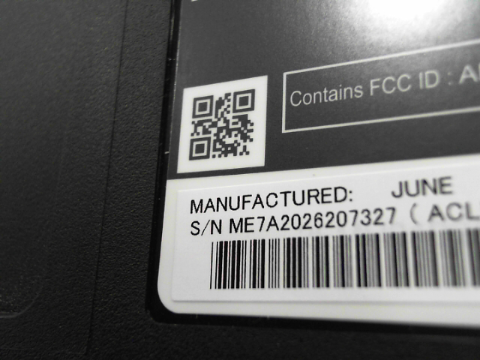 Contains FCC ID :
MANUFACTURED: JUNE
S/N ME7A2026207327 ( ACL